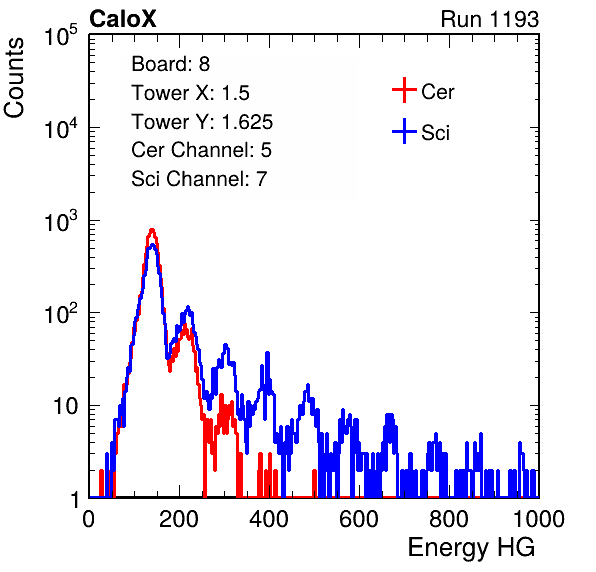 CaloX Run 1193
Counts
10^5
10^4
10^3
10^2
10
1
Board: 8
Tower X: 1.5
Tower Y: 1.625
Cer Channel: 5
Sci Channel: 7
Cer
Sci
0 200 400 600 800 1000
Energy HG